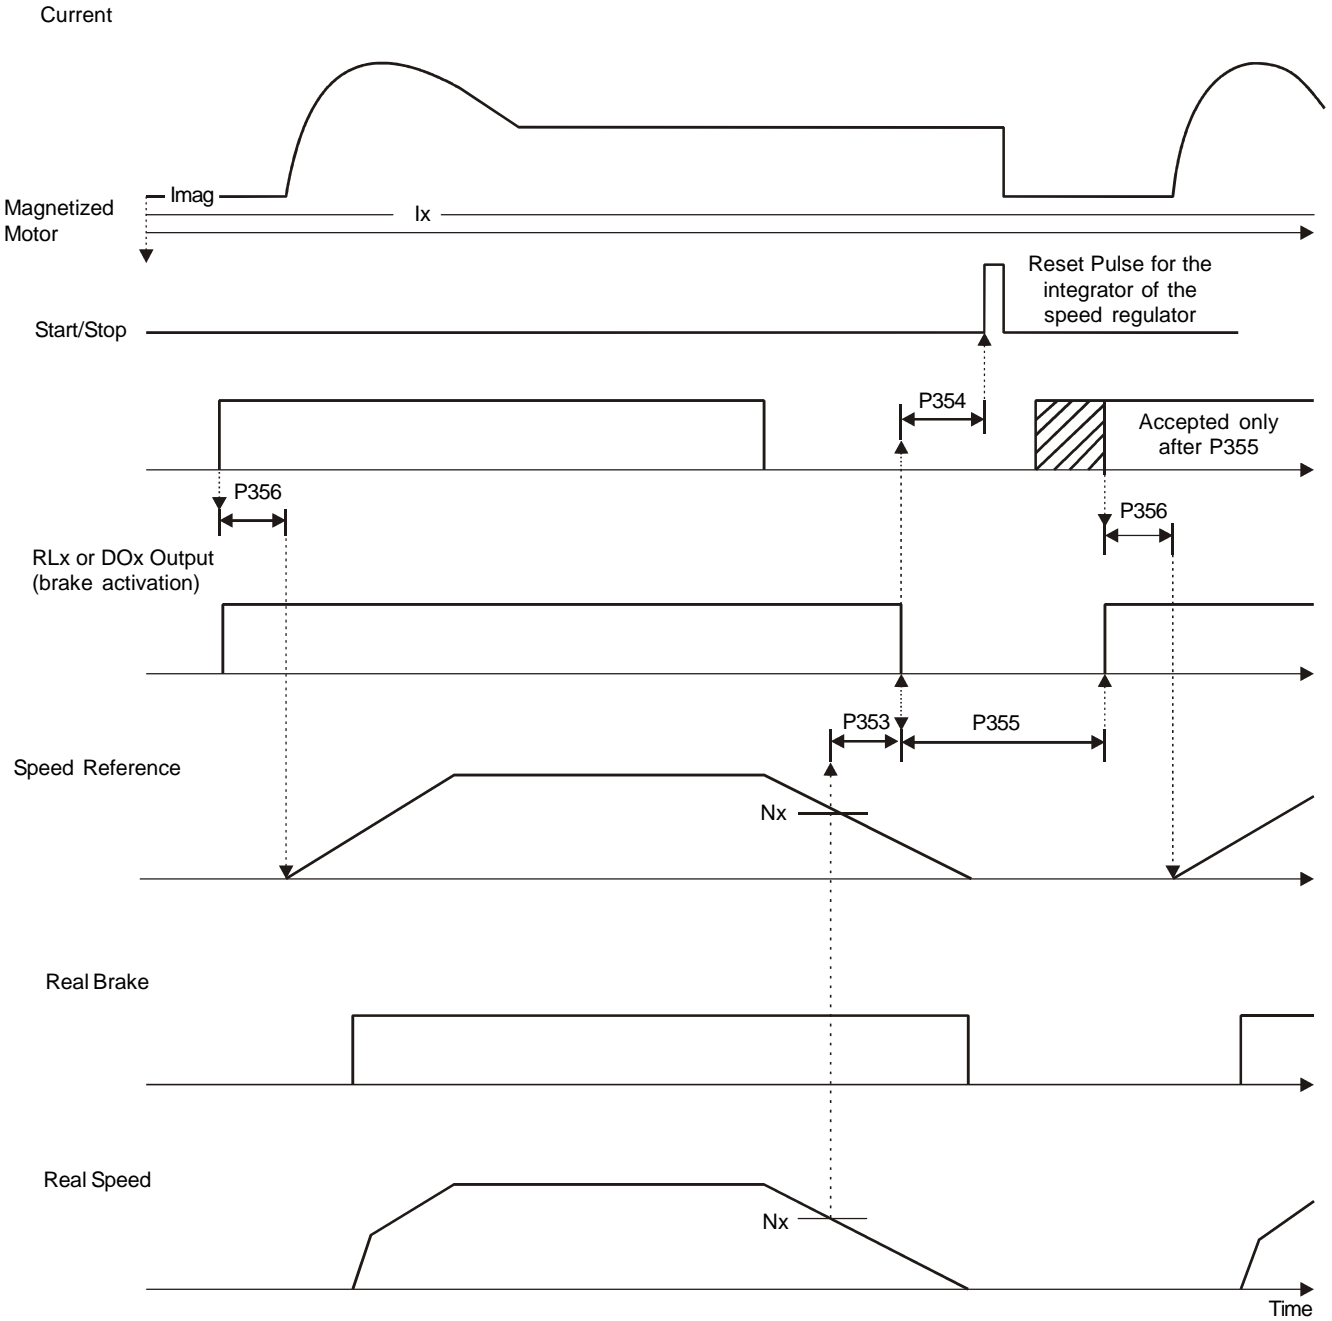 Current
Imag
Magnetized
Motor
Ix
Reset Pulse for the
integrator of the
speed regulator
Start/Stop
P354
Accepted only
after P355
P356
P356
RLx or DOx Output
(brake activation)
P353
P355
Speed Reference
Nx
Real Brake
Real Speed
Nx
Time